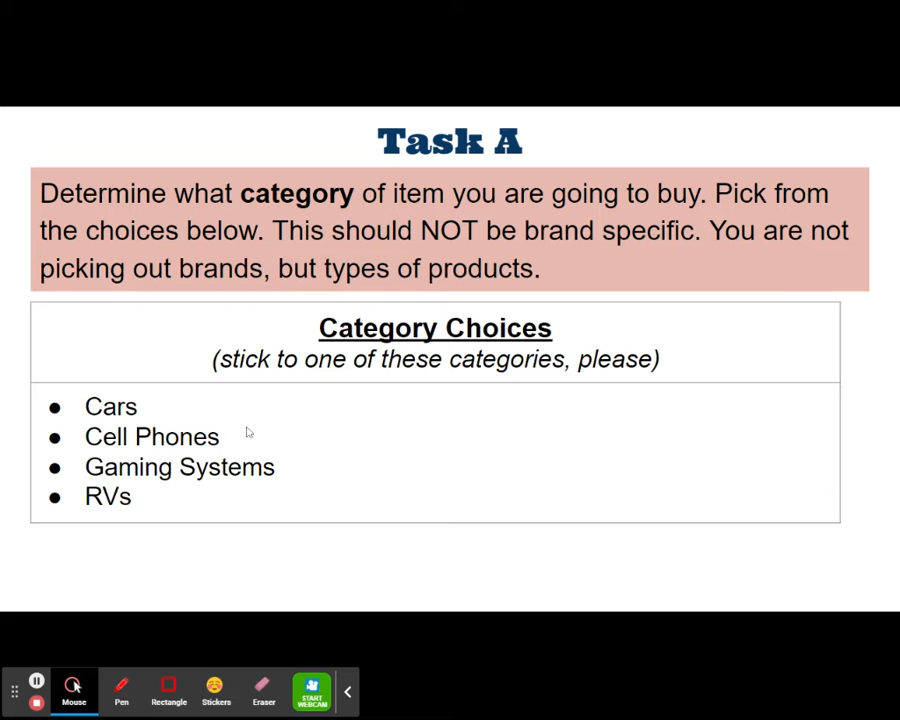 Task A
Determine what category of item you are going to buy. Pick from
the choices below. This should NOT be brand specific. You are not
picking out brands, but types of products.
Category Choices
(stick to one of these categories, please)
● Cars
● Cell Phones
● Gaming Systems
● RVs
Mouse
Pen
Rectangle
Stickers
Eraser
START
WEBCAM